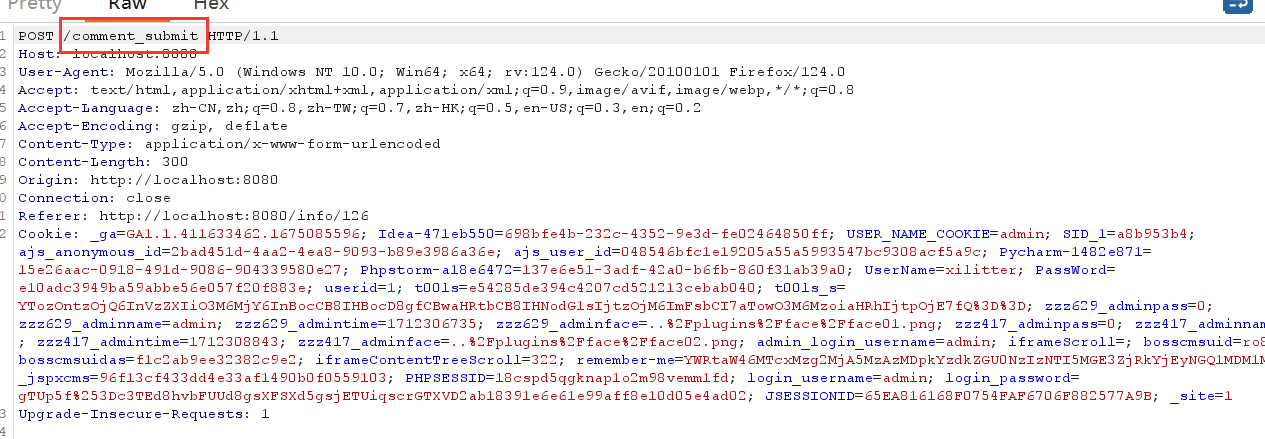 Pretty Raw Hex
1 POST /comment_submit HTTP/1.1
2 Host: localhost:8080
3 User-Agent: Mozilla/5.0 (Windows NT 10.0; Win64; x64; rv:124.0) Gecko/20100101 Firefox/124.0
4 Accept: text/html,application/xhtml+xml,application/xml;q=0.9,image/avif,image/webp,*/*;q=0.8
5 Accept-Language: zh-CN,zh;q=0.8,zh-TW;q=0.7,zh-HK;q=0.5,en-US;q=0.3,en;q=0.2
6 Accept-Encoding: gzip, deflate
7 Content-Type: application/x-www-form-urlencoded
8 Content-Length: 300
9 Origin: http://localhost:8080
0 Connection: close
1 Referer: http://localhost:8080/info/126
2 Cookie: _ga=GA1.1.411633462.1675085596; Idea-471eb550=698bfe4b-232c-4352-9e3d-fe02464850ff; USER_NAME_COOKIE=admin; SID_1=a8b953b4;
ajs_anonymous_id=2bad451d-4aa2-4ea8-9093-b89e3986a36e; ajs_user_id=048546bfc1e19205a55a5993547bc9308acf5a9c; Pycharm-1482e871=
15e26aac-0918-491d-9086-904339580e27; Phpstorm-a18e6472=137e6e51-3adf-42a0-b6fb-860f31ab39a0; UserName=xilitter; PassWord=
e10adc3949ba59abbe56e057f20f883e; userid=1; t00ls=e54285de394c4207cd521213cebab040; t00ls_s=
YTozOntzOjQ6InVzZXIiO3M6MjY6InBocCB8IHBocD8gfCBwaHRtbCB8IHNodG1sIjtzOjM6ImFsbCI7aTowO3M6MzoiaHRhIjtpOjE7fQ%3D%3D; zzz629_adminpass=0;
zzz629_adminname=admin; zzz629_admintime=1712306735; zzz629_adminface=..%2Fplugins%2Fface%2Fface01.png; zzz417_adminpass=0; zzz417_adminnam
; zzz417_admintime=1712308843; zzz417_adminface=..%2Fplugins%2Fface%2Fface02.png; admin_login_username=admin; iframeScroll=; bosscmsuid=ro8
bosscmsuidas=f1c2ab9ee32382c9e2; iframeContentTreeScroll=322; remember-me=YWRtaW46MTcxMzg2MjA5MzAzMDpkYzdkZGU0NzIzNTI5MGE3ZjRkYjEyNGQ1MDM1M
_jspxcms=96f13cf433dd4e33af1490b0f0559103; PHPSESSID=18cspd5qgknap1o2m98vemm1fd; login_username=admin; login_password=
gTUp5f%253Dc3TEd8hvbFUUd8gsXFSXd5gsjETUiqscrGTXVD2ab18391e6e61e99aff8e10d05e4ad02; JSESSIONID=65EA816168F0754FAF6706F882577A9B; _site=1
3 Upgrade-Insecure-Requests: 1
4